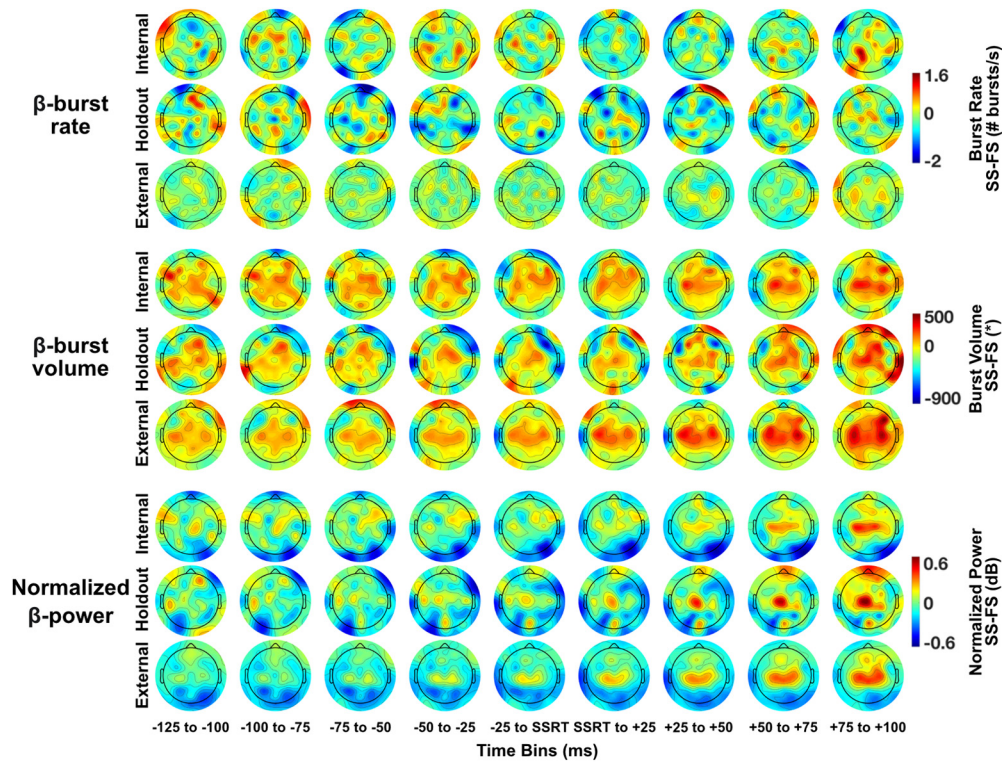 β-burst
rate
Internal
Holdout
External
1.6
0
-2
Burst Rate
SS-FS (# bursts/s)
β-burst
volume
Internal
Holdout
External
500
0
-900
Burst Volume
SS-FS (*)
Normalized
β-power
Internal
Holdout
External
0.6
0
-0.6
Normalized Power
SS-FS (dB)
-125 to -100 -100 to -75 -75 to -50 -50 to -25 -25 to SSRT SSRT to +25 +25 to +50 +50 to +75 +75 to +100
Time Bins (ms)